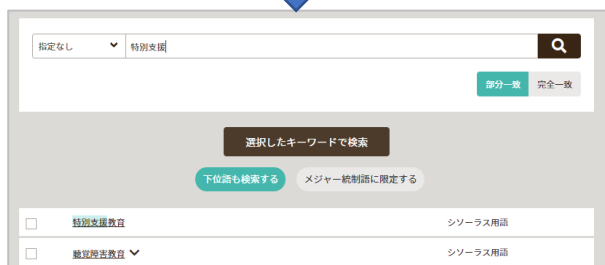 指定なし 特別支援
部分一致 完全一致
選択したキーワードで検索
下位語も検索する メジャー統制語に限定する
特別支援教育 シソーラス用語
聴覚障害教育 シソーラス用語